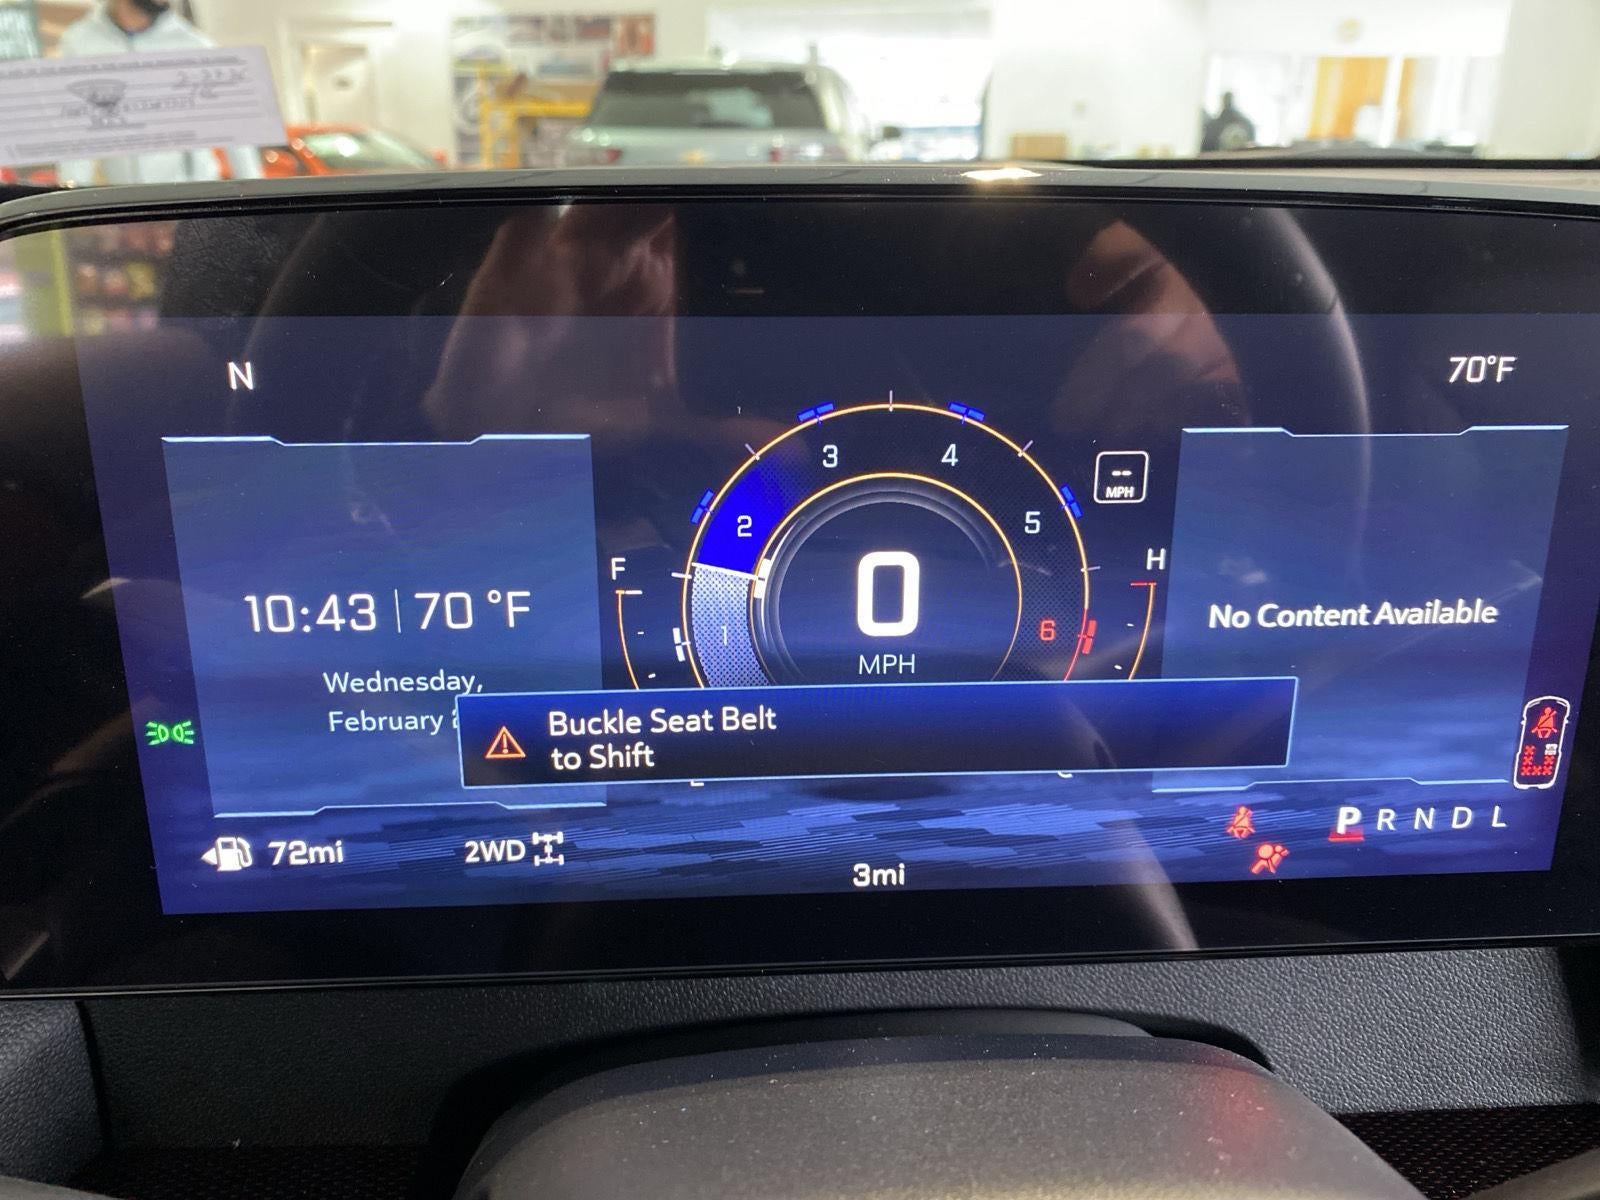 N
70°F
3
4
--
MPH
2
5
F
H
10:43 | 70 °F
0
No Content Available
1
6
MPH
Wednesday,
February
Buckle Seat Belt
to Shift
P R N D L
72mi
2WD
3mi